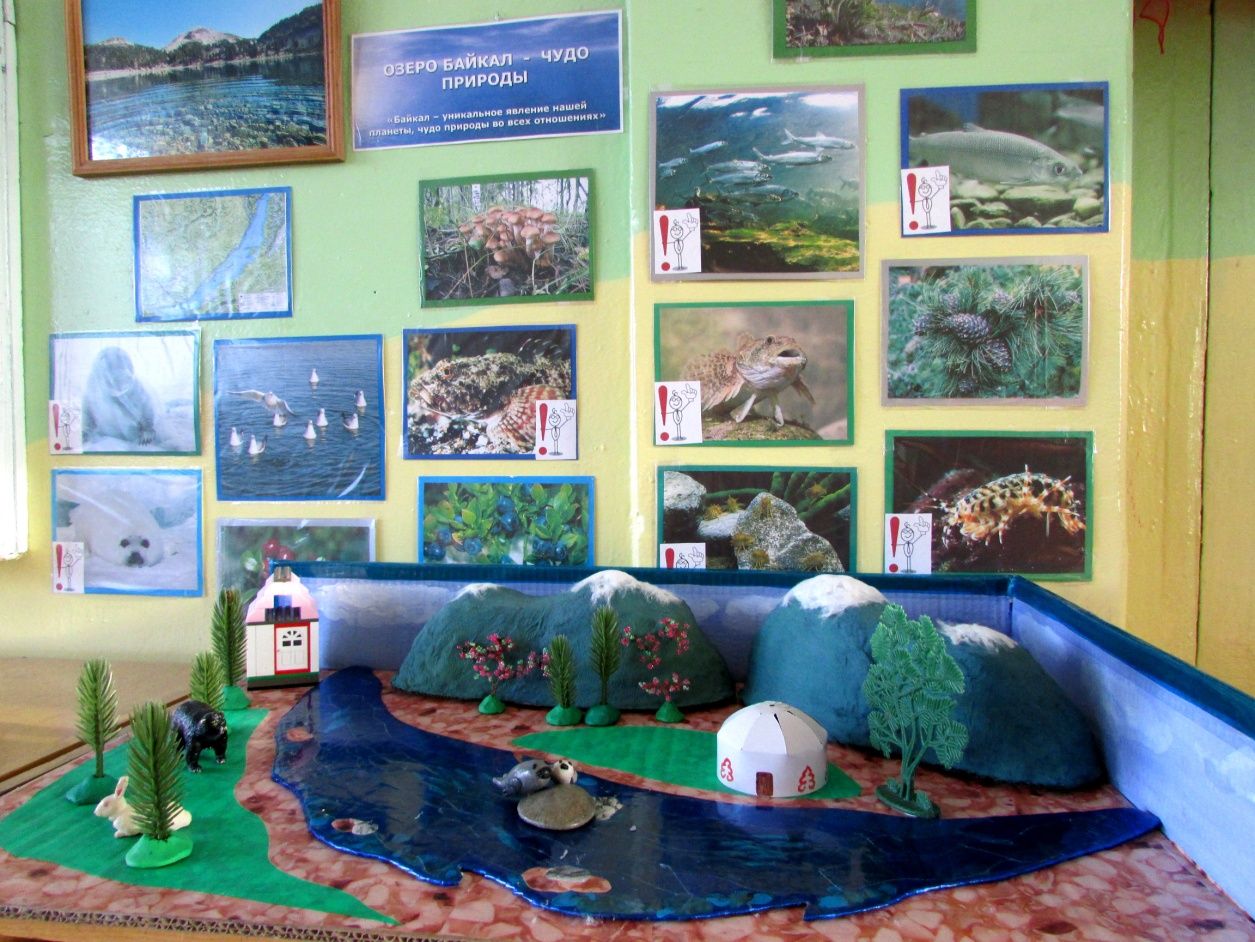 ОЗЕРО БАЙКАЛ - ЧУДО
ПРИРОДЫ
«Байкал – уникальное явление нашей
планеты, чудо природы во всех отношениях»